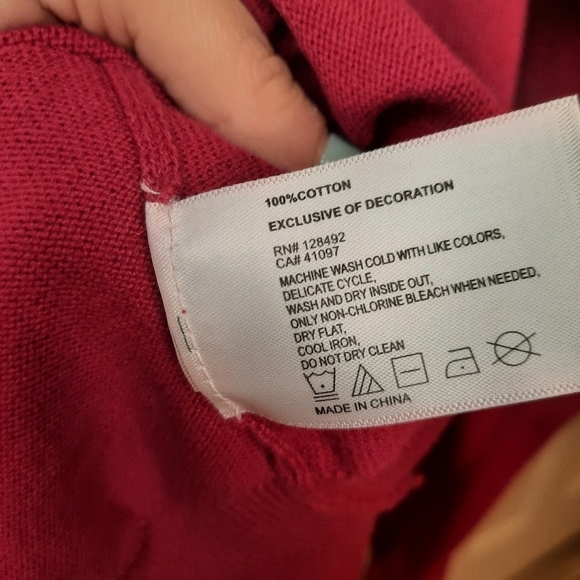 100%COTTON
EXCLUSIVE OF DECORATION
RN# 128492
CA# 41097
MACHINE WASH COLD WITH LIKE COLORS,
DELICATE CYCLE,
WASH AND DRY INSIDE OUT,
ONLY NON-CHLORINE BLEACH WHEN NEEDED,
DRY FLAT,
COOL IRON,
DO NOT DRY CLEAN
MADE IN CHINA